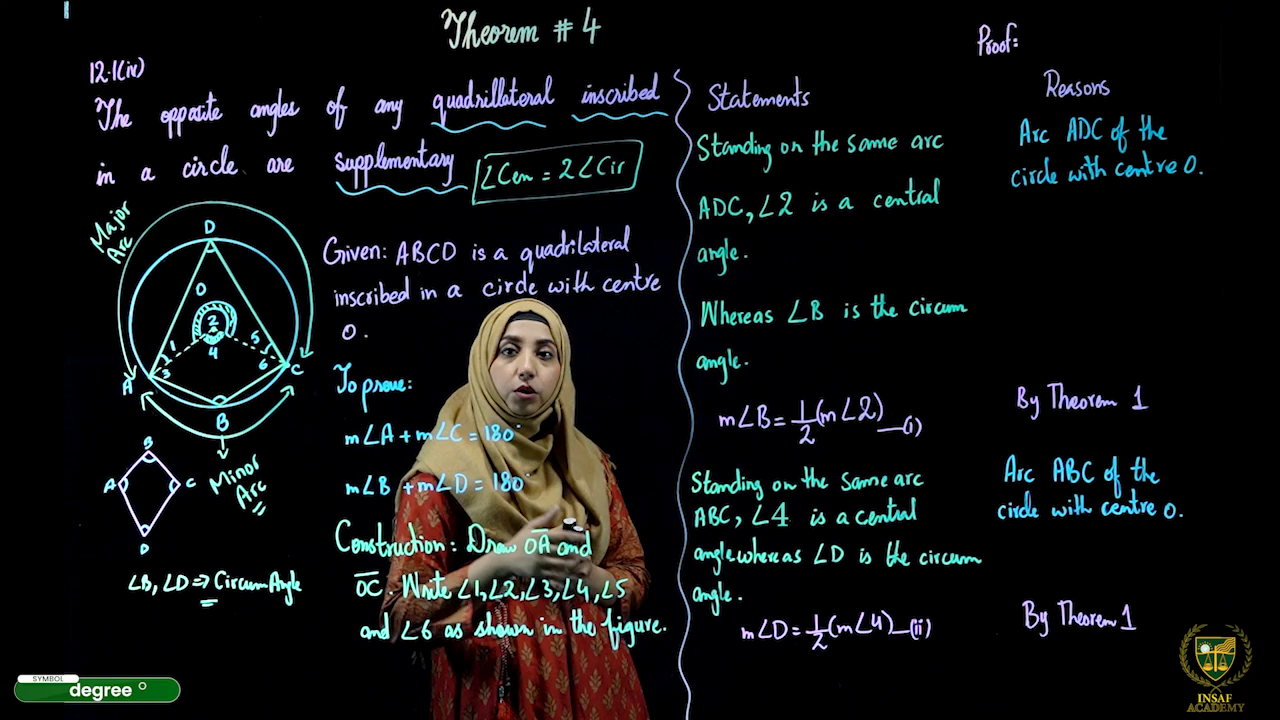 Theorem # 4
12.1(iv)
The opposite angles of any quadrillateral inscribed
in a circle are supplementary
∠Cen = 2∠Cir
Major
Arc
D
O
2
1
5
4
3
6
A
C
B
Minor
Arc
B
A
C
D
∠B, ∠D ⇒ Circum Angle
Given: ABCD is a quadrilateral
inscribed in a circle with centre
O.
To prove:
m∠A + m∠C = 180°
m∠B + m∠D = 180°
Construction: Draw O̅A̅ and
O̅C̅. Write ∠1, ∠2, ∠3, ∠4, ∠5
and ∠6 as shown in the figure.
Proof:
Statements
Reasons
Standing on the same arc
ADC, ∠2 is a central
angle.
Arc ADC of the
circle with centre O.
Whereas ∠B is the circum
angle.
m∠B = 1/2 (m∠2) —(i)
By Theorem 1
Standing on the same arc
ABC, ∠4 is a central
angle whereas ∠D is the circum
angle.
Arc ABC of the
circle with centre O.
m∠D = 1/2 (m∠4) —(ii)
By Theorem 1
SYMBOL
degree °
INSAF
ACADEMY